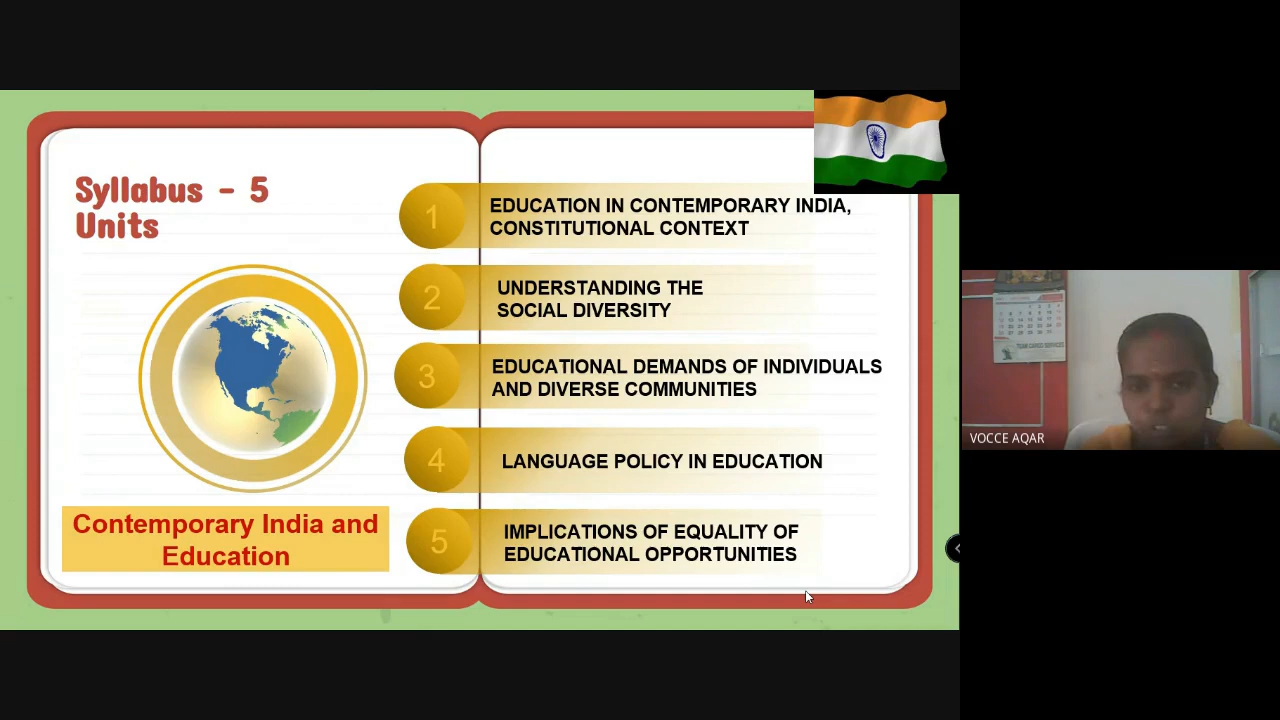 Syllabus - 5
Units
Contemporary India and
Education
1
EDUCATION IN CONTEMPORARY INDIA,
CONSTITUTIONAL CONTEXT
2
UNDERSTANDING THE
SOCIAL DIVERSITY
3
EDUCATIONAL DEMANDS OF INDIVIDUALS
AND DIVERSE COMMUNITIES
4
LANGUAGE POLICY IN EDUCATION
5
IMPLICATIONS OF EQUALITY OF
EDUCATIONAL OPPORTUNITIES
VOCCE AQAR